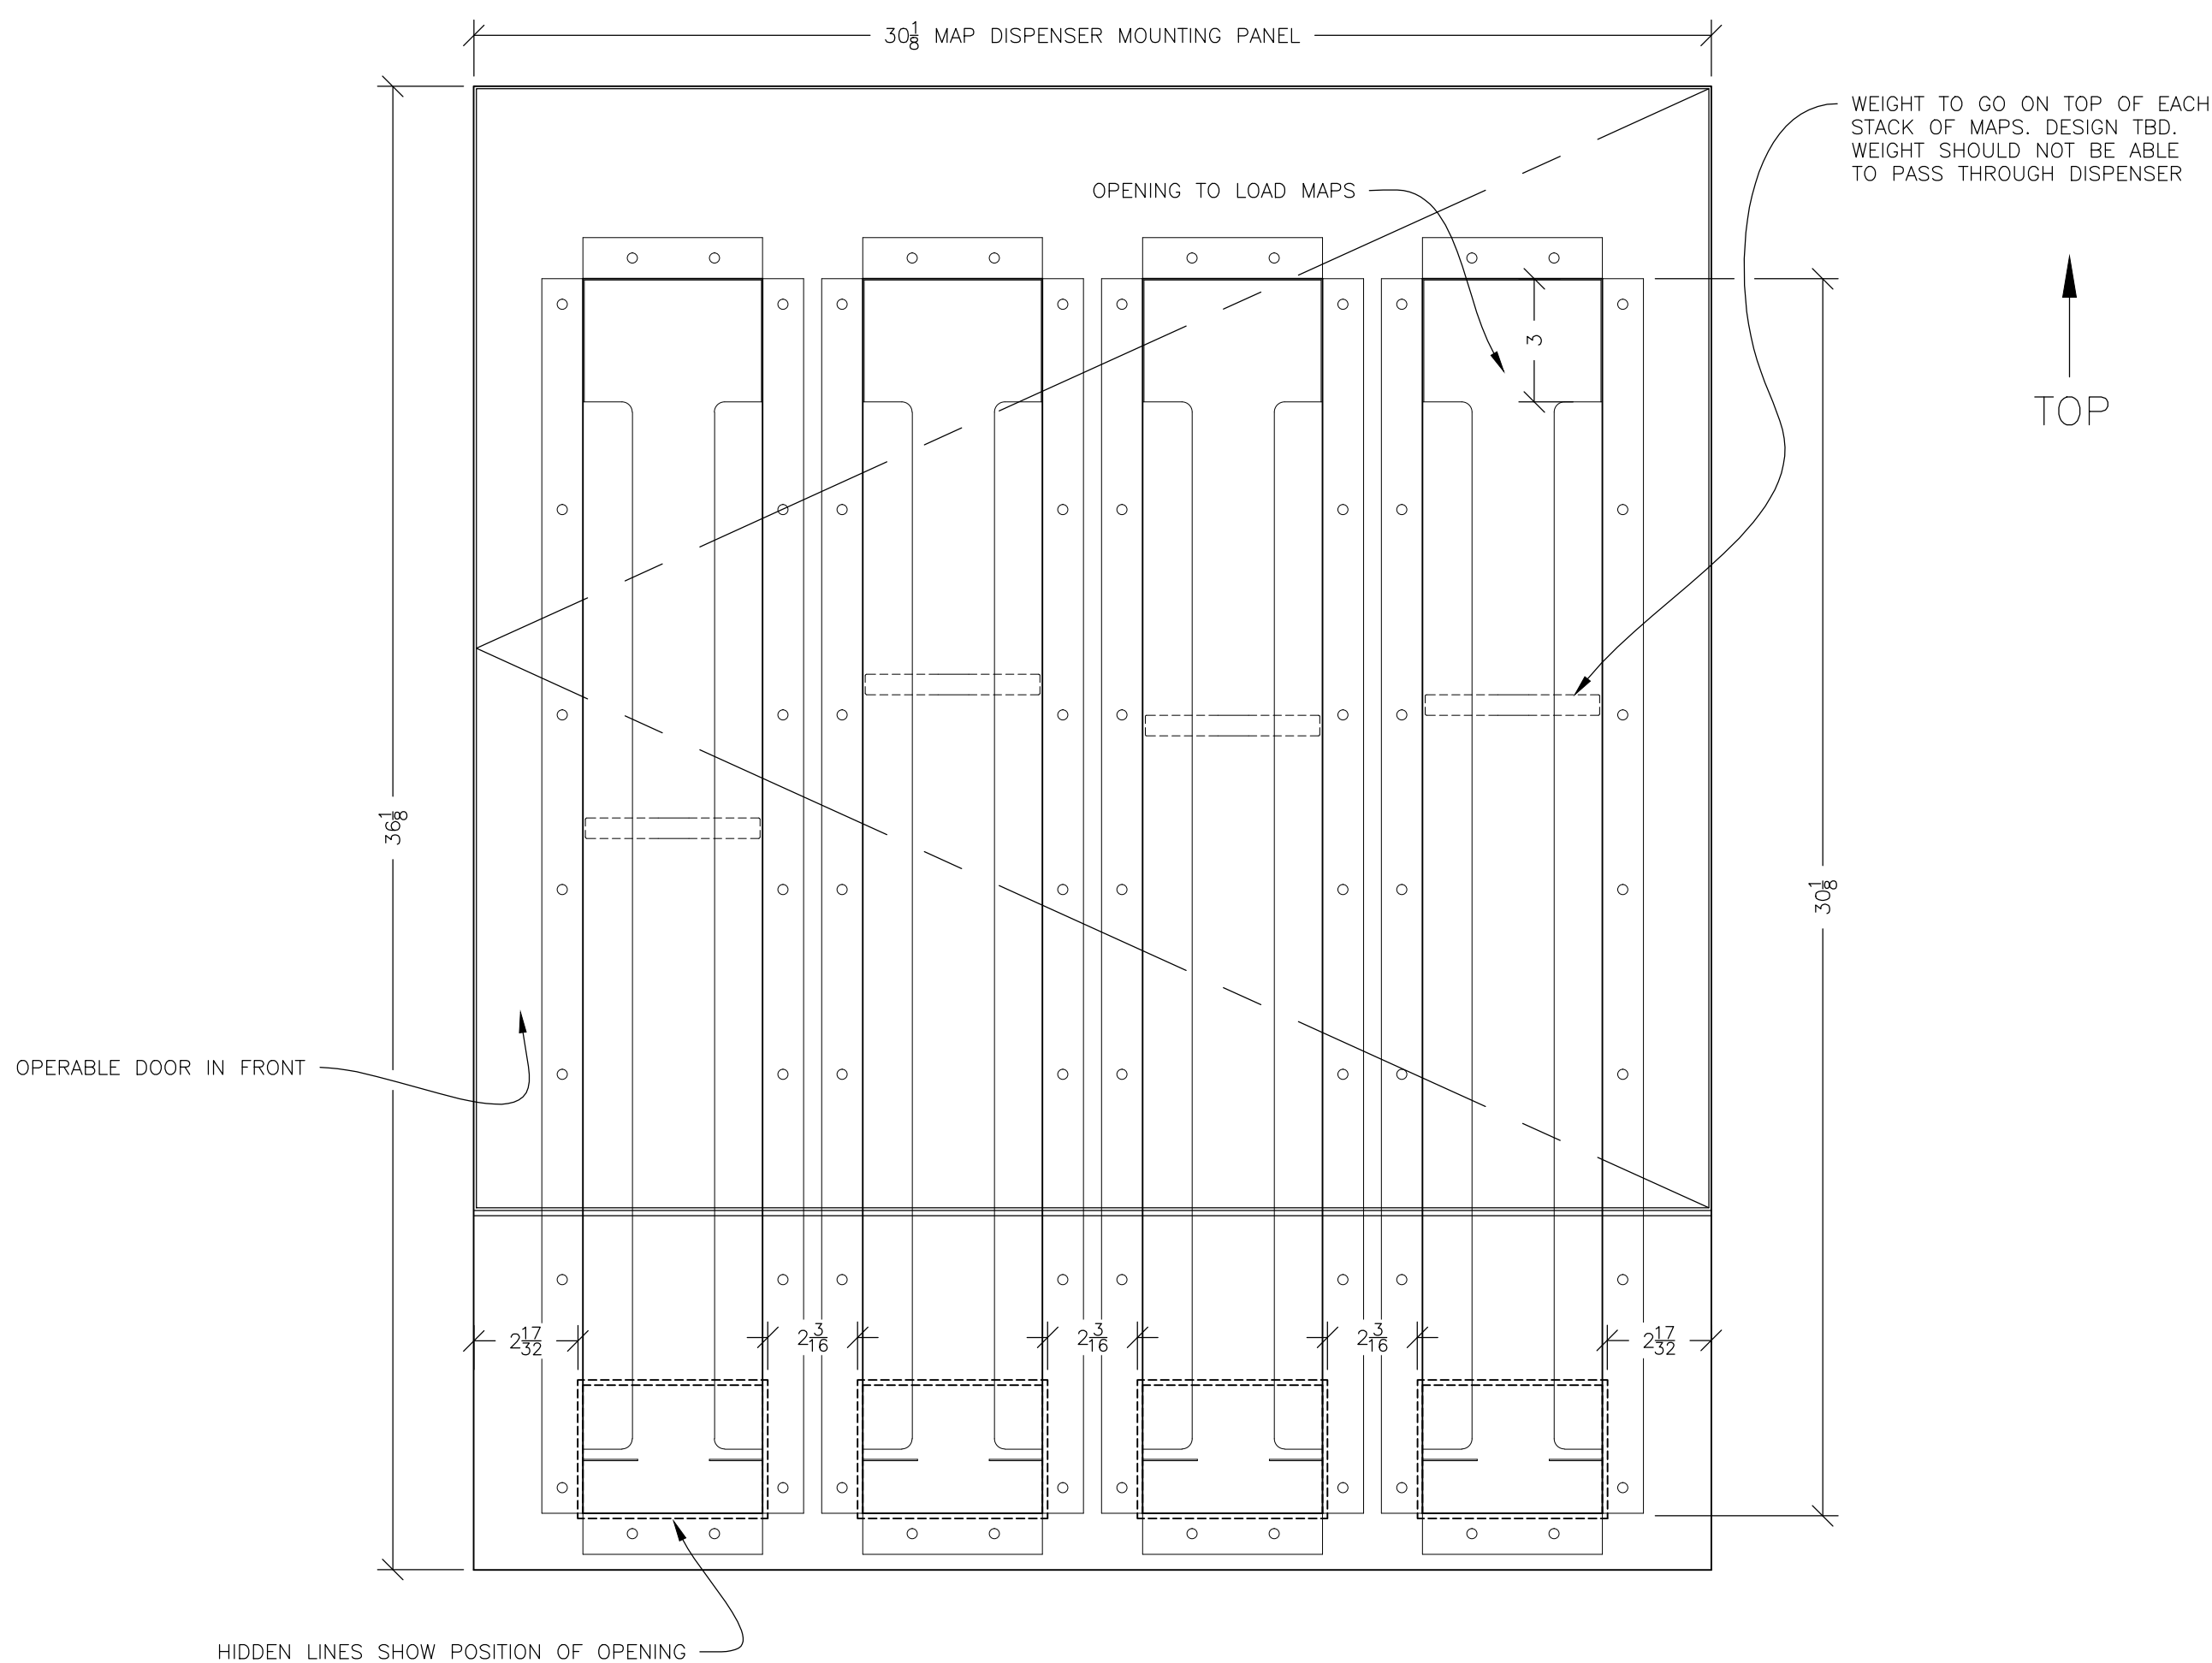 30 1/8 MAP DISPENSER MOUNTING PANEL
WEIGHT TO GO ON TOP OF EACH
STACK OF MAPS. DESIGN TBD.
WEIGHT SHOULD NOT BE ABLE
TO PASS THROUGH DISPENSER
OPENING TO LOAD MAPS
3
TOP
36 1/8
30 1/8
OPERABLE DOOR IN FRONT
2 17/32
2 3/16
2 3/16
2 3/16
2 17/32
HIDDEN LINES SHOW POSITION OF OPENING